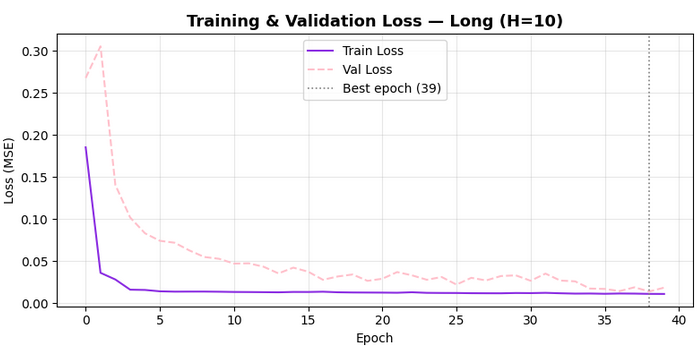 Training & Validation Loss — Long (H=10)
Train Loss
Val Loss
Best epoch (39)
Loss (MSE)
0.30
0.25
0.20
0.15
0.10
0.05
0.00
0 5 10 15 20 25 30 35 40
Epoch